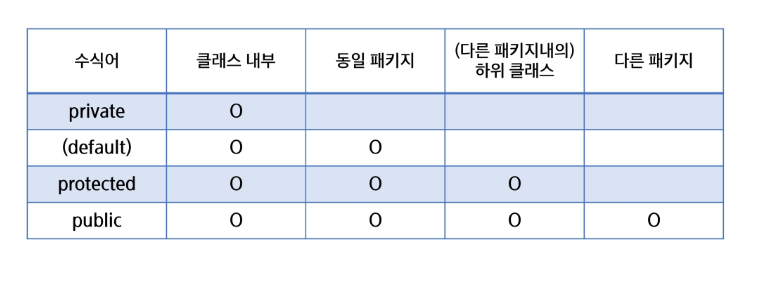 수식어 클래스 내부 동일 패키지 (다른 패키지내의) 하위 클래스 다른 패키지
private O
(default) O O
protected O O O
public O O O O